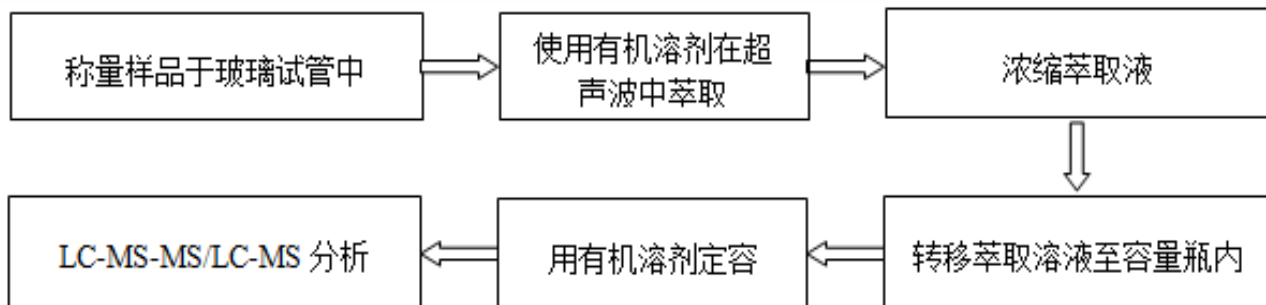 称量样品于玻璃试管中
使用有机溶剂在超
声波中萃取
浓缩萃取液
转移萃取溶液至容量瓶内
用有机溶剂定容
LC-MS-MS/LC-MS 分析